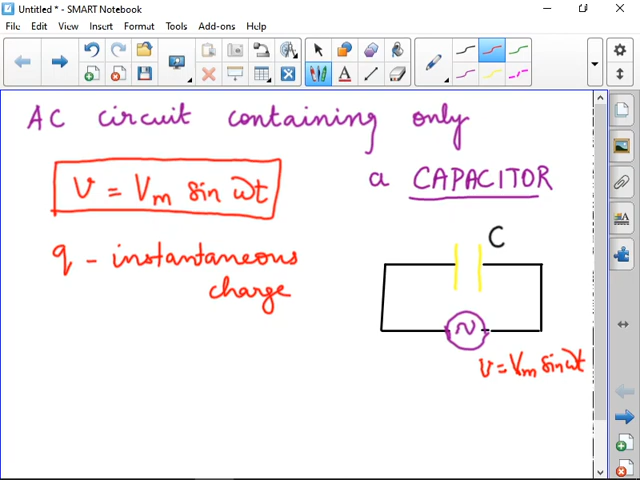 Untitled * - SMART Notebook
File Edit View Insert Format Tools Add-ons Help
AC circuit containing only
a CAPACITOR
v = Vm sin ωt
q - instantaneous
charge
C
v = Vm sin ωt